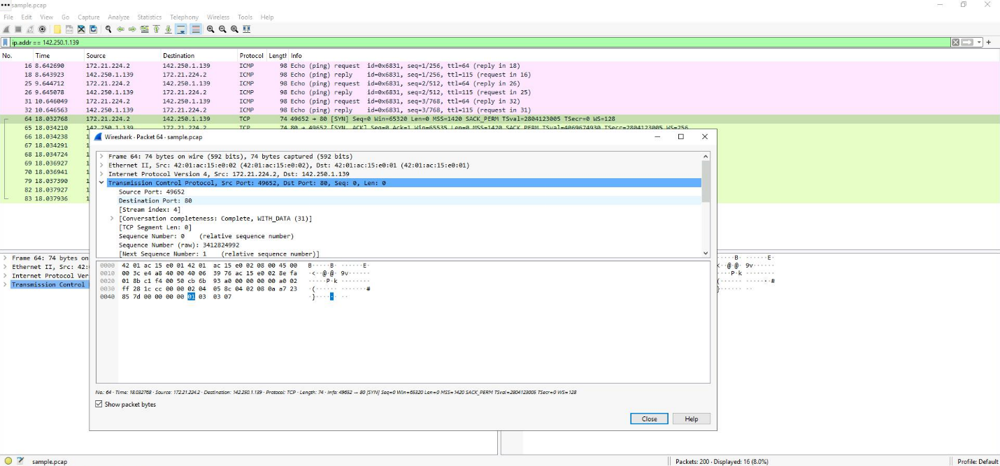 sample.pcap
File Edit View Go Capture Analyze Statistics Telephony Wireless Tools Help
ip.addr == 142.250.1.139
No. Time Source Destination Protocol Length Info
16 8.642690 172.21.224.2 142.250.1.139 ICMP 98 Echo (ping) request id=0x6831, seq=1/256, ttl=64 (reply in 18)
18 8.643923 142.250.1.139 172.21.224.2 ICMP 98 Echo (ping) reply id=0x6831, seq=1/256, ttl=115 (request in 16)
25 9.644712 172.21.224.2 142.250.1.139 ICMP 98 Echo (ping) request id=0x6831, seq=2/512, ttl=64 (reply in 26)
26 9.645078 142.250.1.139 172.21.224.2 ICMP 98 Echo (ping) reply id=0x6831, seq=2/512, ttl=115 (request in 25)
31 10.646049 172.21.224.2 142.250.1.139 ICMP 98 Echo (ping) request id=0x6831, seq=3/768, ttl=64 (reply in 32)
32 10.646563 142.250.1.139 172.21.224.2 ICMP 98 Echo (ping) reply id=0x6831, seq=3/768, ttl=115 (request in 31)
64 18.032768 172.21.224.2 142.250.1.139 TCP 74 49652 → 80 [SYN] Seq=0 Win=65320 Len=0 MSS=1420 SACK_PERM TSval=2804123005 TSecr=0 WS=128
65 18.034210 142.250.1.139 172.21.224.2 TCP 74 80 → 49652 [SYN, ACK] Seq=0 Ack=1 Win=65535 Len=0 MSS=1420 SACK_PERM TSval=4069674930 TSecr=2804123005 WS=256
66 18.034238 1
67 18.034291 1
68 18.034724 1
69 18.036927 1
70 18.036941 1
79 18.037390 1
82 18.037927 1
83 18.037936 1
Wireshark · Packet 64 · sample.pcap
Frame 64: 74 bytes on wire (592 bits), 74 bytes captured (592 bits)
Ethernet II, Src: 42:01:ac:15:e0:02 (42:01:ac:15:e0:02), Dst: 42:01:ac:15:e0:01 (42:01:ac:15:e0:01)
Internet Protocol Version 4, Src: 172.21.224.2, Dst: 142.250.1.139
Transmission Control Protocol, Src Port: 49652, Dst Port: 80, Seq: 0, Len: 0
Source Port: 49652
Destination Port: 80
[Stream index: 4]
[Conversation completeness: Complete, WITH_DATA (31)]
[TCP Segment Len: 0]
Sequence Number: 0 (relative sequence number)
Sequence Number (raw): 3412824992
[Next Sequence Number: 1 (relative sequence number)]
0000 42 01 ac 15 e0 01 42 01 ac 15 e0 02 08 00 45 00 B·····B· ······E·
0010 00 3c e4 a8 40 00 40 06 39 76 ac 15 e0 02 8e fa ·<··@·@· 9v······
0020 01 8b c1 f4 00 50 cb 6b 93 a0 00 00 00 00 a0 02 ·····P·k ········
0030 ff 28 1c cc 00 00 02 04 05 8c 04 02 08 0a a7 23 ·(······ ·······#
0040 85 7d 00 00 00 00 01 03 03 07 ·}······ ··
No.: 64 · Time: 18.032768 · Source: 172.21.224.2 · Destination: 142.250.1.139 · Protocol: TCP · Length: 74 · Info: 49652 → 80 [SYN] Seq=0 Win=65320 Len=0 MSS=1420 SACK_PERM TSval=2804123005 TSecr=0 WS=128
Show packet bytes
Close Help
Frame 64: 74 bytes on
Ethernet II, Src: 42:
Internet Protocol Ver
Transmission Control
·····B· ······E·
<··@·@· 9v······
····P·k ········
(······ ·······#
}······ ··
sample.pcap
Packets: 200 · Displayed: 16 (8.0%)
Profile: Default